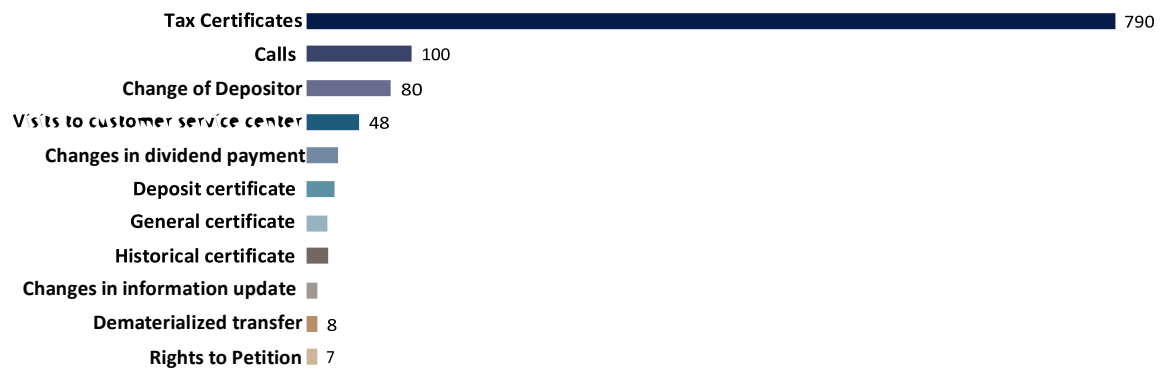 Tax Certificates 790
Calls 100
Change of Depositor 80
Visits to customer service center 48
Changes in dividend payment
Deposit certificate
General certificate
Historical certificate
Changes in information update
Dematerialized transfer 8
Rights to Petition 7